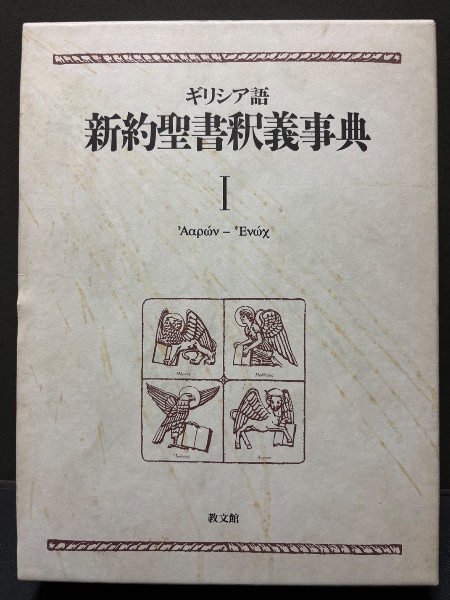 ギリシア語
新約聖書釈義事典
I
Ἀαρών – Ἑνώχ
教文館